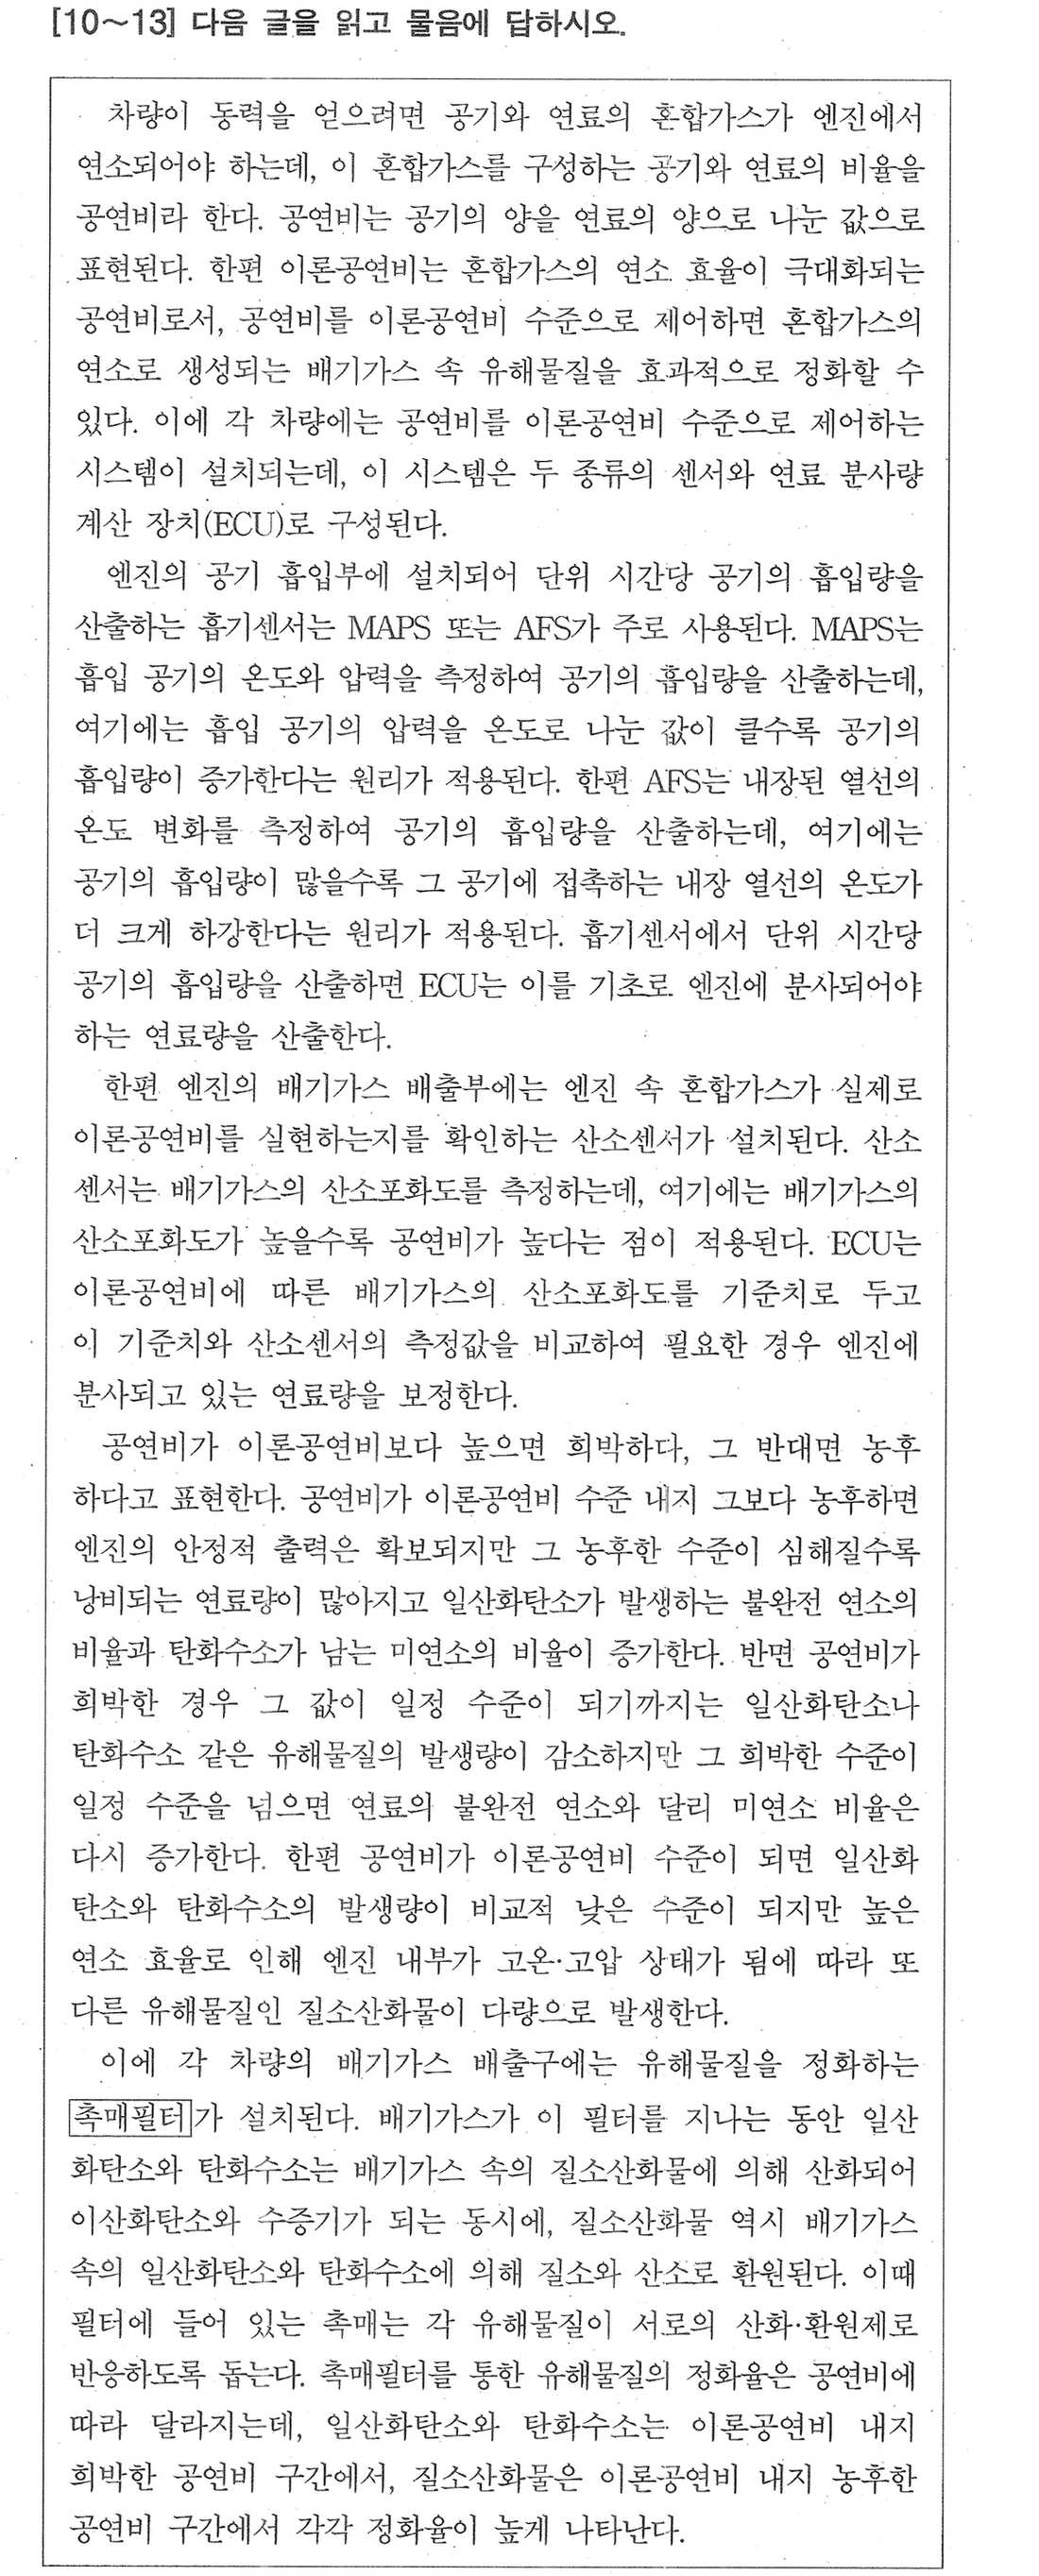 [10～13] 다음 글을 읽고 물음에 답하시오.
차량이 동력을 얻으려면 공기와 연료의 혼합가스가 엔진에서
연소되어야 하는데, 이 혼합가스를 구성하는 공기와 연료의 비율을
공연비라 한다. 공연비는 공기의 양을 연료의 양으로 나눈 값으로
표현된다. 한편 이론공연비는 혼합가스의 연소 효율이 극대화되는
공연비로서, 공연비를 이론공연비 수준으로 제어하면 혼합가스의
연소로 생성되는 배기가스 속 유해물질을 효과적으로 정화할 수
있다. 이에 각 차량에는 공연비를 이론공연비 수준으로 제어하는
시스템이 설치되는데, 이 시스템은 두 종류의 센서와 연료 분사량
계산 장치(ECU)로 구성된다.
엔진의 공기 흡입부에 설치되어 단위 시간당 공기의 흡입량을
산출하는 흡기센서는 MAPS 또는 AFS가 주로 사용된다. MAPS는
흡입 공기의 온도와 압력을 측정하여 공기의 흡입량을 산출하는데,
여기에는 흡입 공기의 압력을 온도로 나눈 값이 클수록 공기의
흡입량이 증가한다는 원리가 적용된다. 한편 AFS는 내장된 열선의
온도 변화를 측정하여 공기의 흡입량을 산출하는데, 여기에는
공기의 흡입량이 많을수록 그 공기에 접촉하는 내장 열선의 온도가
더 크게 하강한다는 원리가 적용된다. 흡기센서에서 단위 시간당
공기의 흡입량을 산출하면 ECU는 이를 기초로 엔진에 분사되어야
하는 연료량을 산출한다.
한편 엔진의 배기가스 배출부에는 엔진 속 혼합가스가 실제로
이론공연비를 실현하는지를 확인하는 산소센서가 설치된다. 산소
센서는 배기가스의 산소포화도를 측정하는데, 여기에는 배기가스의
산소포화도가 높을수록 공연비가 높다는 점이 적용된다. ECU는
이론공연비에 따른 배기가스의 산소포화도를 기준치로 두고
이 기준치와 산소센서의 측정값을 비교하여 필요한 경우 엔진에
분사되고 있는 연료량을 보정한다.
공연비가 이론공연비보다 높으면 희박하다, 그 반대면 농후
하다고 표현한다. 공연비가 이론공연비 수준 내지 그보다 농후하면
엔진의 안정적 출력은 확보되지만 그 농후한 수준이 심해질수록
낭비되는 연료량이 많아지고 일산화탄소가 발생하는 불완전 연소의
비율과 탄화수소가 남는 미연소의 비율이 증가한다. 반면 공연비가
희박한 경우 그 값이 일정 수준이 되기까지는 일산화탄소나
탄화수소 같은 유해물질의 발생량이 감소하지만 그 희박한 수준이
일정 수준을 넘으면 연료의 불완전 연소와 달리 미연소 비율은
다시 증가한다. 한편 공연비가 이론공연비 수준이 되면 일산화
탄소와 탄화수소의 발생량이 비교적 낮은 수준이 되지만 높은
연소 효율로 인해 엔진 내부가 고온·고압 상태가 됨에 따라 또
다른 유해물질인 질소산화물이 다량으로 발생한다.
이에 각 차량의 배기가스 배출구에는 유해물질을 정화하는
촉매필터가 설치된다. 배기가스가 이 필터를 지나는 동안 일산
화탄소와 탄화수소는 배기가스 속의 질소산화물에 의해 산화되어
이산화탄소와 수증기가 되는 동시에, 질소산화물 역시 배기가스
속의 일산화탄소와 탄화수소에 의해 질소와 산소로 환원된다. 이때
필터에 들어 있는 촉매는 각 유해물질이 서로의 산화·환원제로
반응하도록 돕는다. 촉매필터를 통한 유해물질의 정화율은 공연비에
따라 달라지는데, 일산화탄소와 탄화수소는 이론공연비 내지
희박한 공연비 구간에서, 질소산화물은 이론공연비 내지 농후한
공연비 구간에서 각각 정화율이 높게 나타난다.